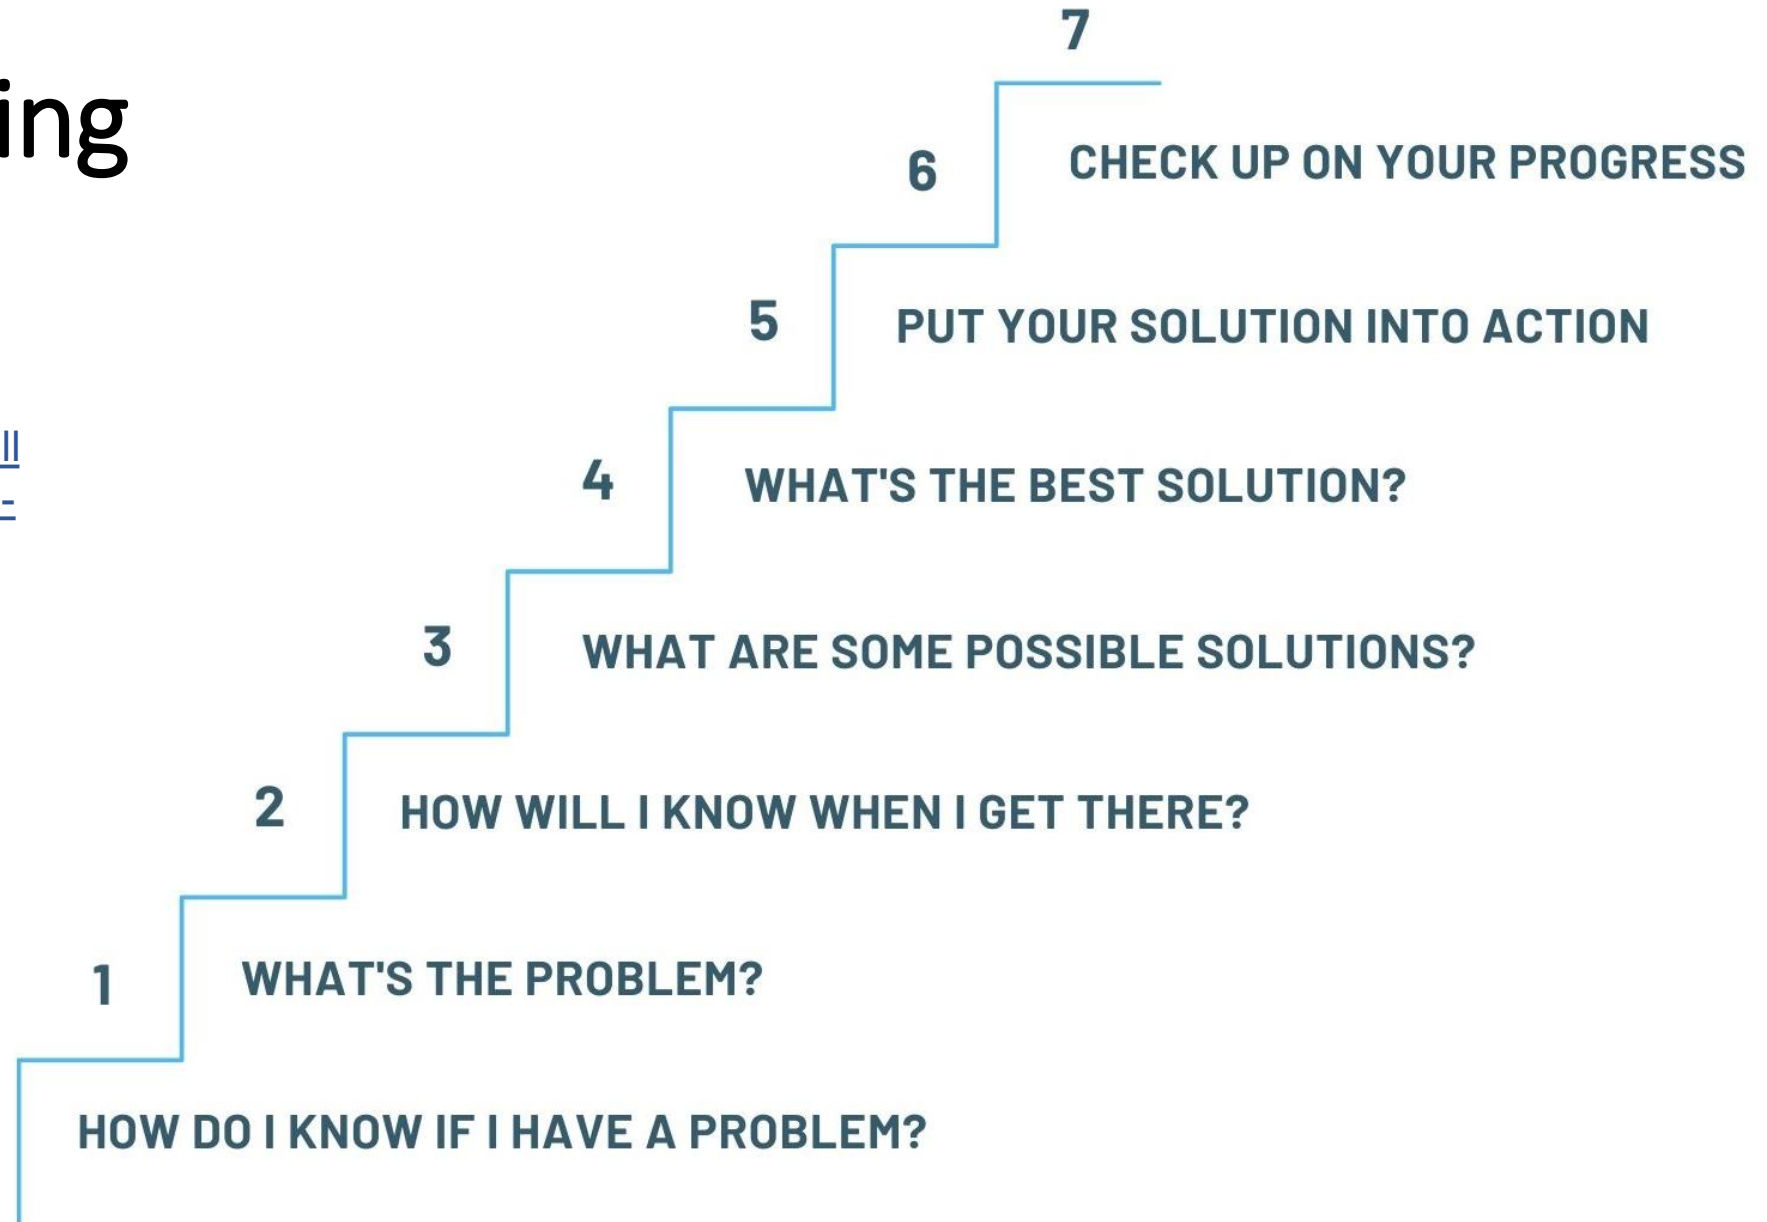 7
ing
6
CHECK UP ON YOUR PROGRESS
5
PUT YOUR SOLUTION INTO ACTION
ll
-
4
WHAT'S THE BEST SOLUTION?
3
WHAT ARE SOME POSSIBLE SOLUTIONS?
2
HOW WILL I KNOW WHEN I GET THERE?
1
WHAT'S THE PROBLEM?
HOW DO I KNOW IF I HAVE A PROBLEM?